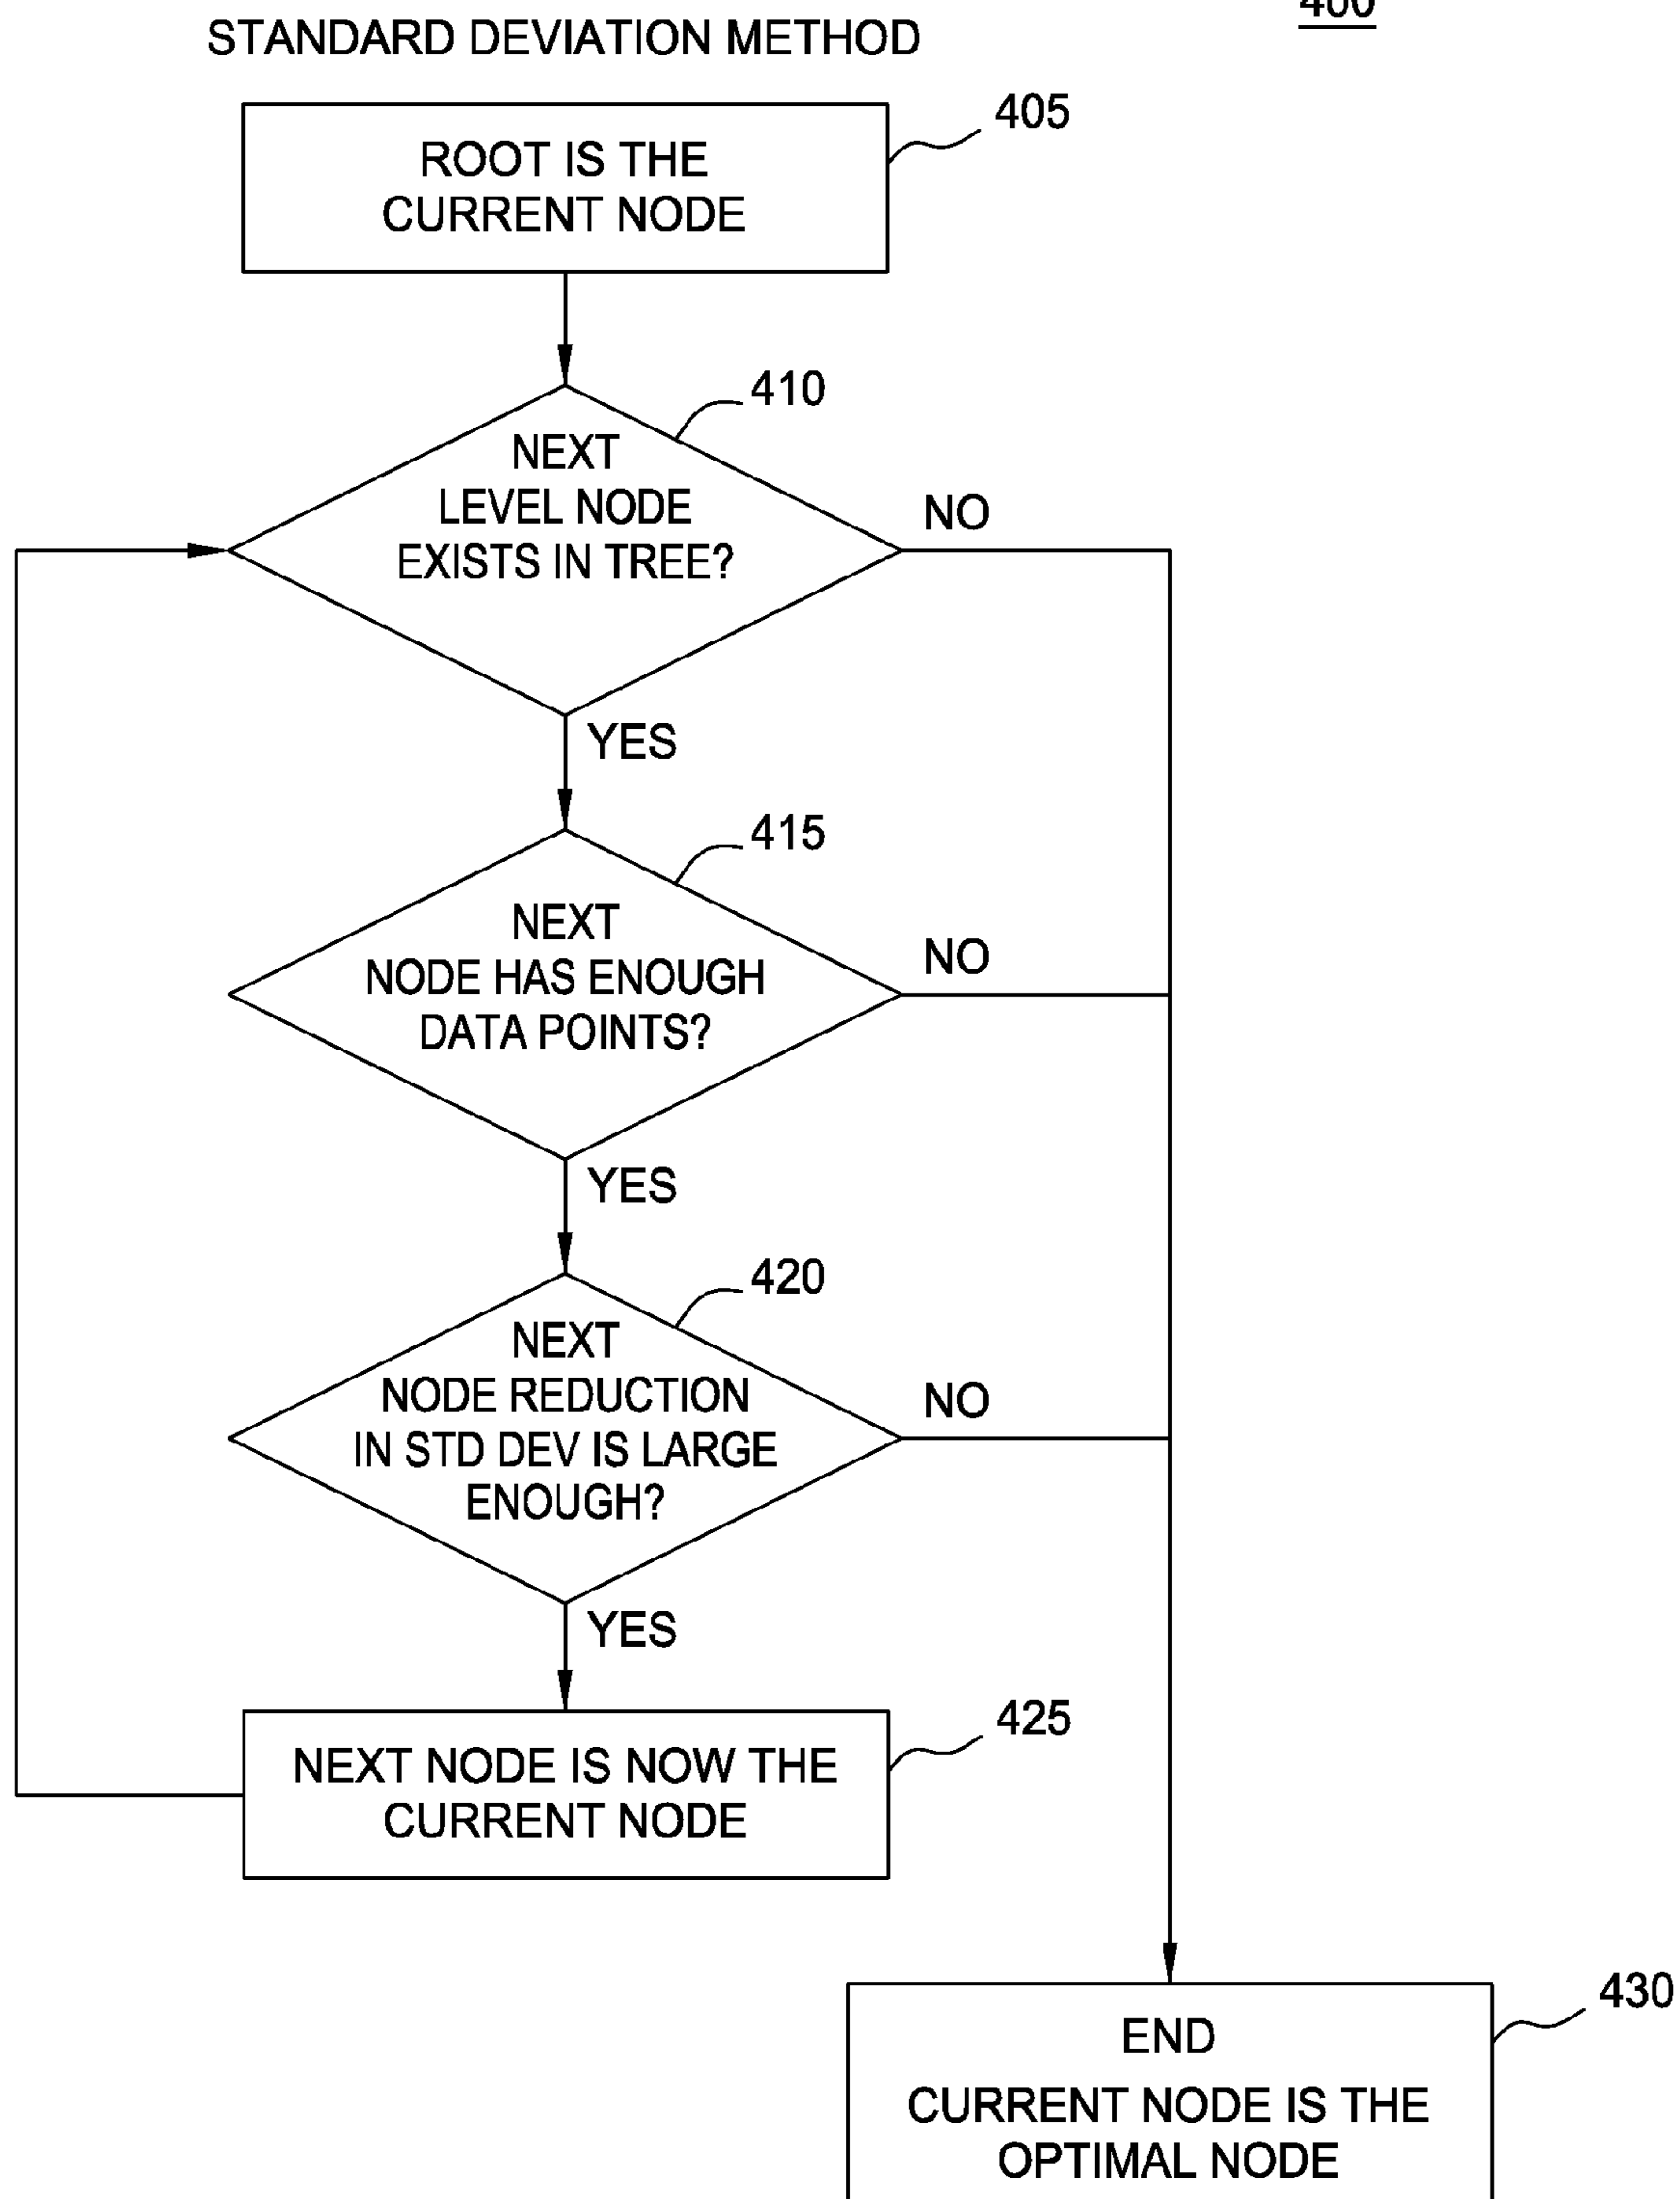 400
STANDARD DEVIATION METHOD
405
ROOT IS THE
CURRENT NODE
410
NEXT
LEVEL NODE
EXISTS IN TREE?
NO
YES
415
NEXT
NODE HAS ENOUGH
DATA POINTS?
NO
YES
420
NEXT
NODE REDUCTION
IN STD DEV IS LARGE
ENOUGH?
NO
YES
425
NEXT NODE IS NOW THE
CURRENT NODE
430
END
CURRENT NODE IS THE
OPTIMAL NODE